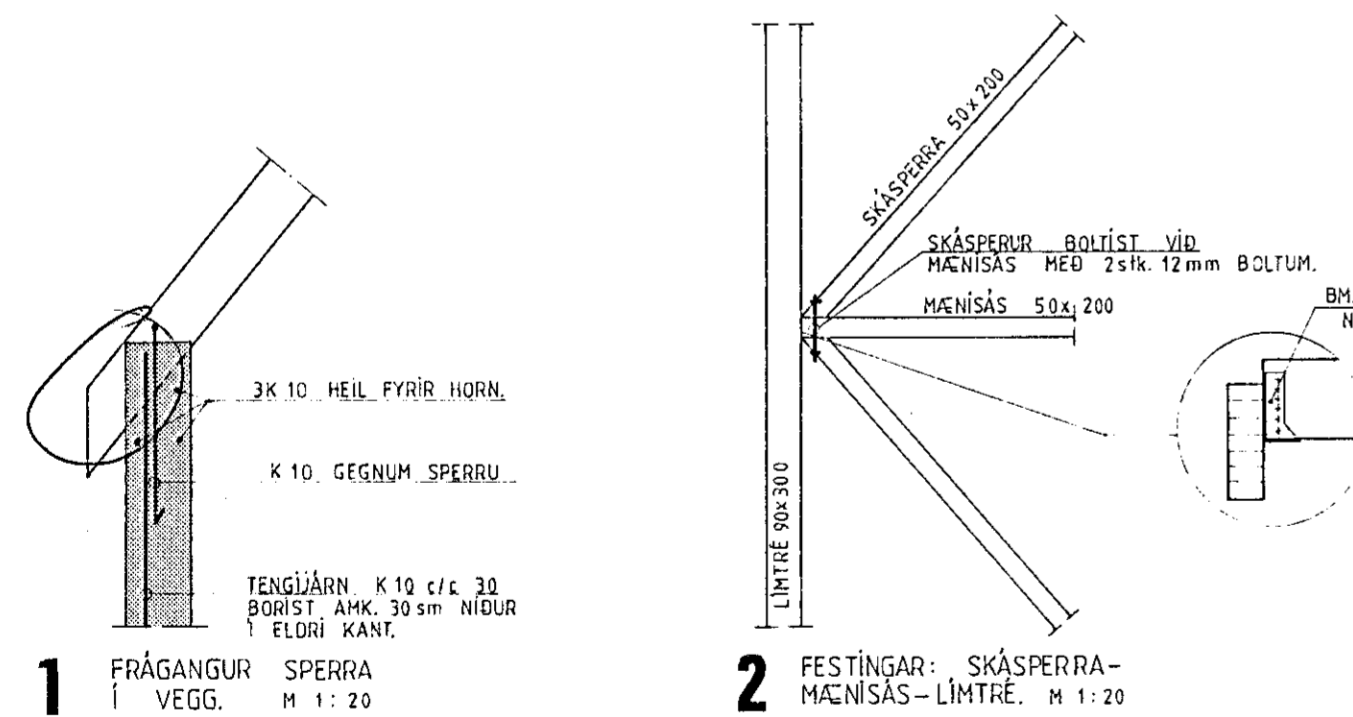 3K 10 HEIL FYRIR HORN.
K 10 GEGNUM SPERRU
TENGIJÁRN K 10 c/c 30
BORIST AMK. 30 sm NIÐUR
Í ELDRI KANT.
1 FRÁGANGUR SPERRA
Í VEGG. M 1:20
SKÁSPERRA 50x200
SKÁSPERUR BOLTIST VIÐ
MÆNISÁS MEÐ 2stk. 12mm BOLTUM.
MÆNISÁS 50x200
LÍMTRÉ 90x300
2 FESTINGAR: SKÁSPERRA-
MÆNISÁS-LÍMTRÉ. M 1:20